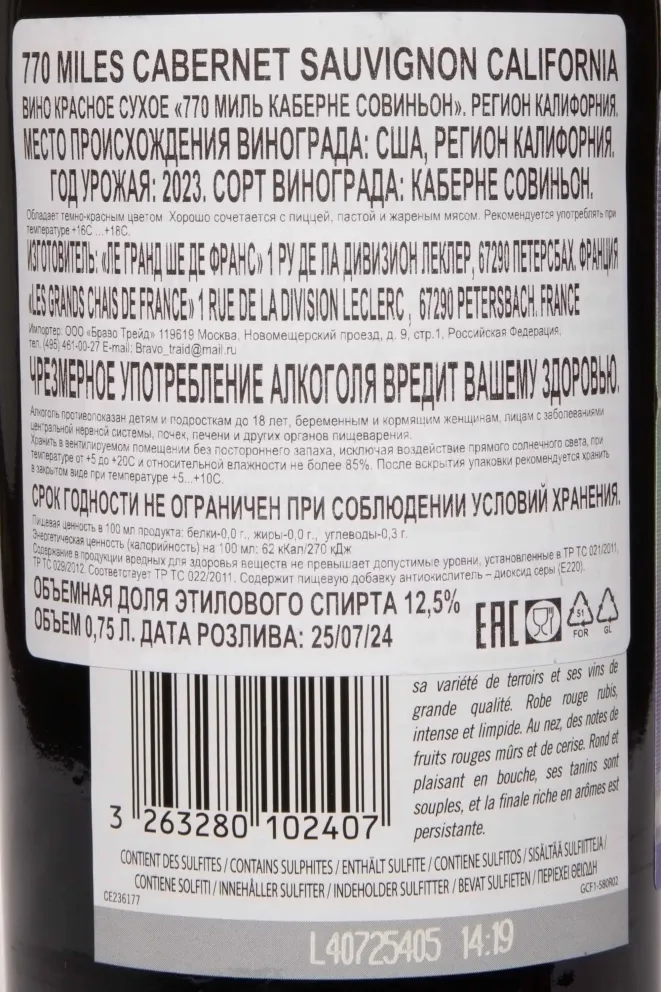 770 MILES CABERNET SAUVIGNON CALIFORNIA
ВИНО КРАСНОЕ СУХОЕ «770 МИЛЬ КАБЕРНЕ СОВИНЬОН». РЕГИОН КАЛИФОРНИЯ.
МЕСТО ПРОИСХОЖДЕНИЯ ВИНОГРАДА: США, РЕГИОН КАЛИФОРНИЯ.
ГОД УРОЖАЯ: 2023. СОРТ ВИНОГРАДА: КАБЕРНЕ СОВИНЬОН.
Обладает темно-красным цветом Хорошо сочетается с пиццей, пастой и жареным мясом. Рекомендуется употреблять при
температуре +16С ...+18С.
ИЗГОТОВИТЕЛЬ: «ЛЕ ГРАНД ШЕ ДЕ ФРАНС» 1 РУ ДЕ ЛА ДИВИЗИОН ЛЕКЛЕР, 67290 ПЕТЕРСБАХ. ФРАНЦИЯ
«LES GRANDS CHAIS DE FRANCE» 1 RUE DE LA DIVISION LECLERC , 67290 PETERSBACH. FRANCE
Импортер: ООО «Браво Трейд» 119619 Москва, Новомещерский проезд, д. 9, стр.1, Российская Федерация,
тел. (495) 461-00-27 E-mail: Bravo_traid@mail.ru
ЧРЕЗМЕРНОЕ УПОТРЕБЛЕНИЕ АЛКОГОЛЯ ВРЕДИТ ВАШЕМУ ЗДОРОВЬЮ.
Алкоголь противопоказан детям и подросткам до 18 лет, беременным и кормящим женщинам, лицам с заболеваниями
центральной нервной системы, почек, печени и других органов пищеварения.
Хранить в вентилируемом помещении без постороннего запаха, исключая воздействие прямого солнечного света, при
температуре от +5 до +20С и относительной влажности не более 85%. После вскрытия упаковки рекомендуется хранить
в закрытом виде при температуре +5...+10С.
СРОК ГОДНОСТИ НЕ ОГРАНИЧЕН ПРИ СОБЛЮДЕНИИ УСЛОВИЙ ХРАНЕНИЯ.
Пищевая ценность в 100 мл продукта: белки-0,0 г., жиры-0,0 г., углеводы-0,3 г.
Энергетическая ценность (калорийность) на 100 мл: 62 кКал/270 кДж
Содержание в продукции вредных для здоровья веществ не превышает допустимые уровни, установленные в ТР ТС 021/2011,
ТР ТС 029/2012. Соответствует ТР ТС 022/2011. Содержит пищевую добавку антиокислитель – диоксид серы (Е220).
ОБЪЕМНАЯ ДОЛЯ ЭТИЛОВОГО СПИРТА 12,5%
ОБЪЕМ 0,75 Л. ДАТА РОЗЛИВА: 25/07/24
EAC
51
FOR
GL
sa variété de terroirs et ses vins de
grande qualité. Robe rouge rubis,
intense et limpide. Au nez, des notes de
fruits rouges mûrs et de cerise. Rond et
plaisant en bouche, ses tanins sont
souples, et la finale riche en arômes est
persistante.
3 263280 102407
CONTIENT DES SULFITES / CONTAINS SULPHITES / ENTHÄLT SULFITE / CONTIENE SULFITOS / SISÄLTÄÄ SULFIITTEJA /
CONTIENE SOLFITI / INNEHÅLLER SULFITER / INDEHOLDER SULFITTER / BEVAT SULFIETEN / ΠΕΡΙΕΧΕΙ ΘΕΙΩΔΗ
CE236177
GCF1-580R02
L40725405 14:19